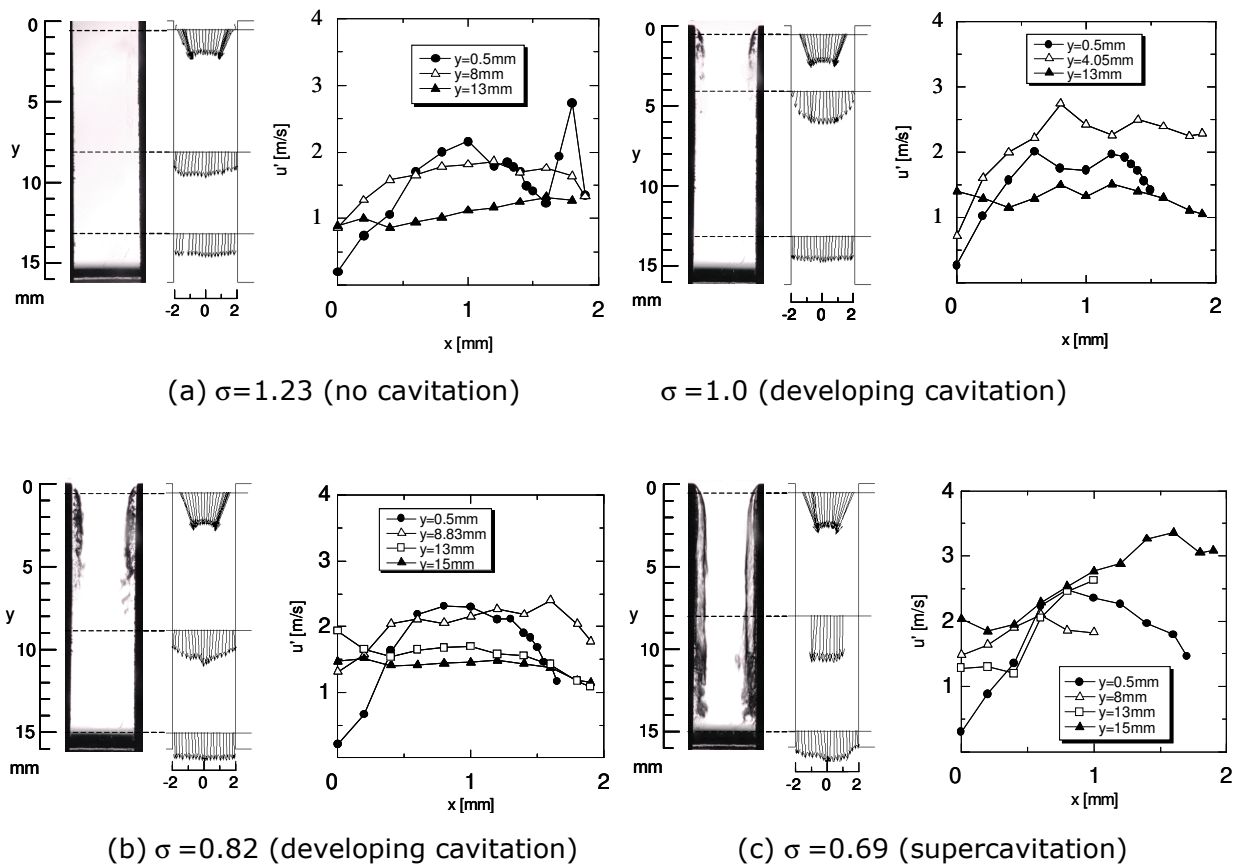 0
5
y
10
15
mm
-2 0 2
4
3
2
1
0
u' [m/s]
y=0.5mm
y=8mm
y=13mm
0 1 2
x [mm]
(a) σ=1.23 (no cavitation)
0
5
y
10
15
mm
-2 0 2
4
3
2
1
0
u' [m/s]
y=0.5mm
y=4.05mm
y=13mm
0 1 2
x [mm]
σ=1.0 (developing cavitation)
0
5
y
10
15
mm
-2 0 2
4
3
2
1
0
u' [m/s]
y=0.5mm
y=8.83mm
y=13mm
y=15mm
0 1 2
x [mm]
(b) σ=0.82 (developing cavitation)
0
5
y
10
15
mm
-2 0 2
4
3
2
1
0
u' [m/s]
y=0.5mm
y=8mm
y=13mm
y=15mm
0 1 2
x [mm]
(c) σ=0.69 (supercavitation)